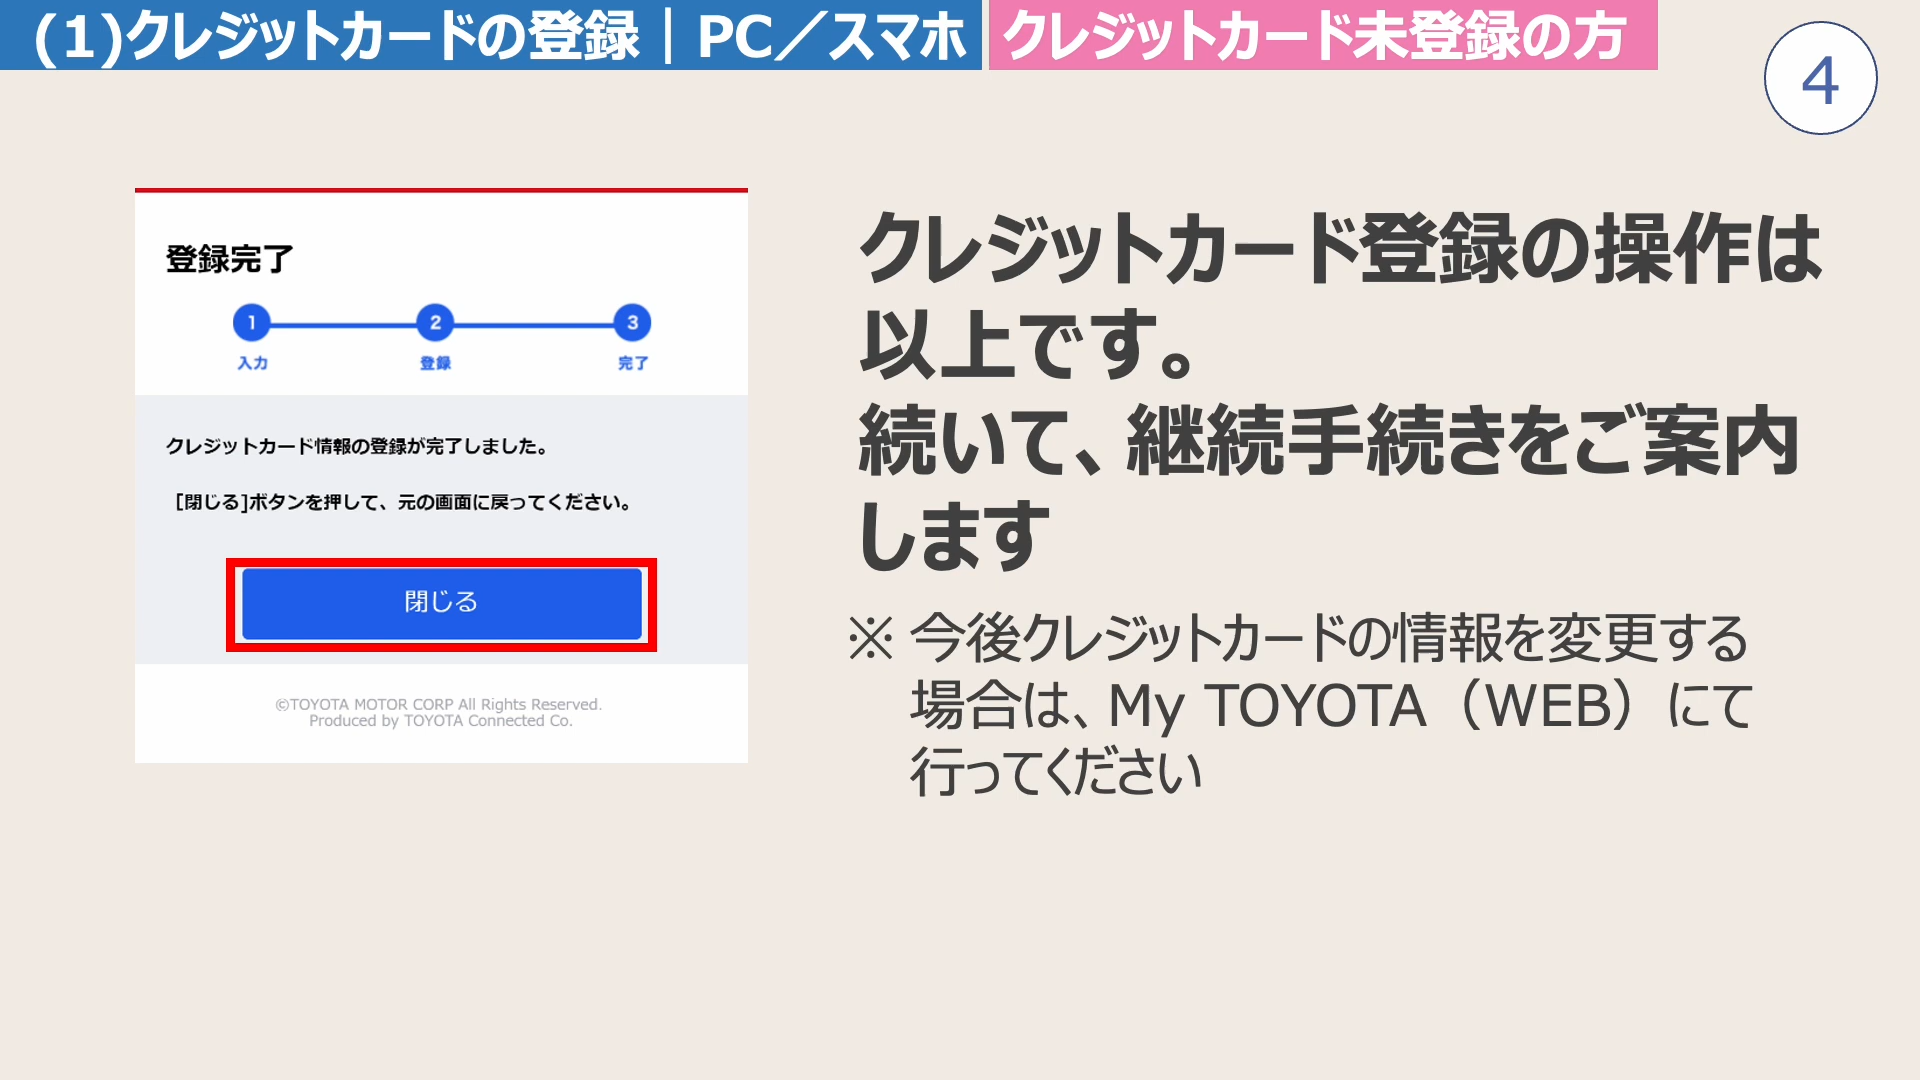 (1)クレジットカードの登録｜PC／スマホ
クレジットカード未登録の方
4
登録完了
1
2
3
入力
登録
完了
クレジットカード情報の登録が完了しました。
[閉じる]ボタンを押して、元の画面に戻ってください。
閉じる
©TOYOTA MOTOR CORP All Rights Reserved.
Produced by TOYOTA Connected Co.
クレジットカード登録の操作は
以上です。
続いて、継続手続きをご案内
します
※ 今後クレジットカードの情報を変更する
場合は、My TOYOTA（WEB）にて
行ってください